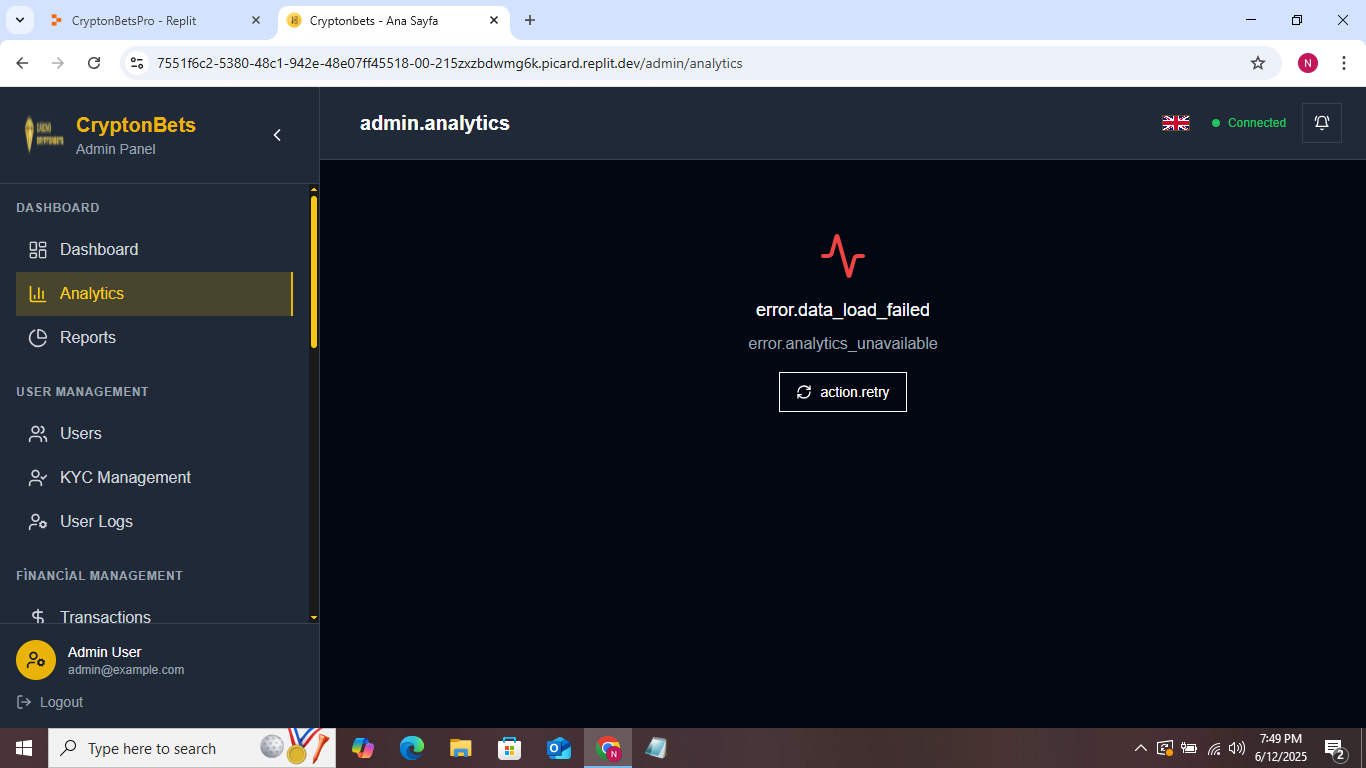 CryptonBetsPro - Replit
Cryptonbets - Ana Sayfa
7551f6c2-5380-48c1-942e-48e07ff45518-00-215zxzbdwmg6k.picard.replit.dev/admin/analytics
N
CASINO
CRYPTONBETS
CryptonBets
Admin Panel
admin.analytics
Connected
DASHBOARD
Dashboard
Analytics
Reports
error.data_load_failed
error.analytics_unavailable
action.retry
USER MANAGEMENT
Users
KYC Management
User Logs
FİNANCİAL MANAGEMENT
Transactions
Admin User
admin@example.com
Logout
Type here to search
N
7:49 PM
6/12/2025
2